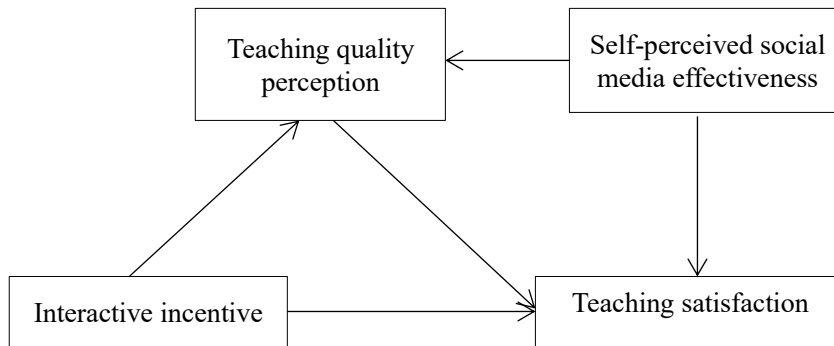 Teaching quality
perception
Self-perceived social
media effectiveness
Interactive incentive
Teaching satisfaction